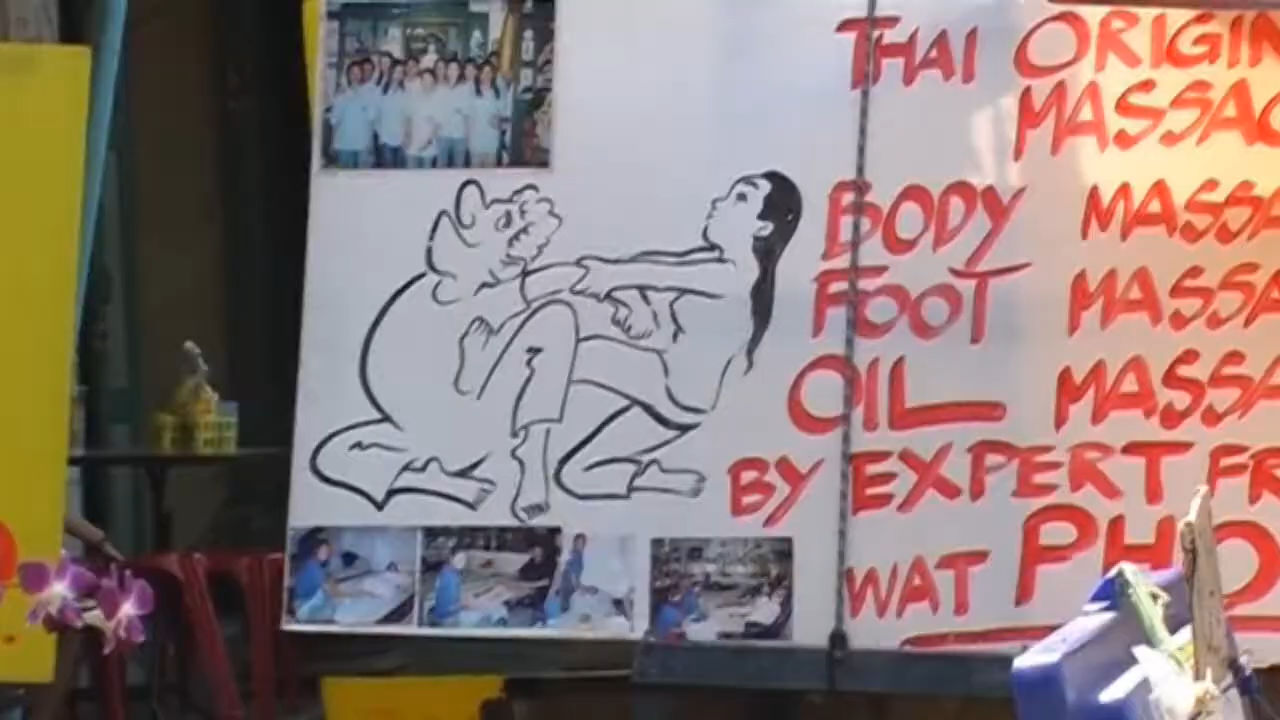 THAI ORIGIN
MASSAG
BODY MASSA
FOOT MASSA
OIL MASSA
BY EXPERT FR
WAT PHO